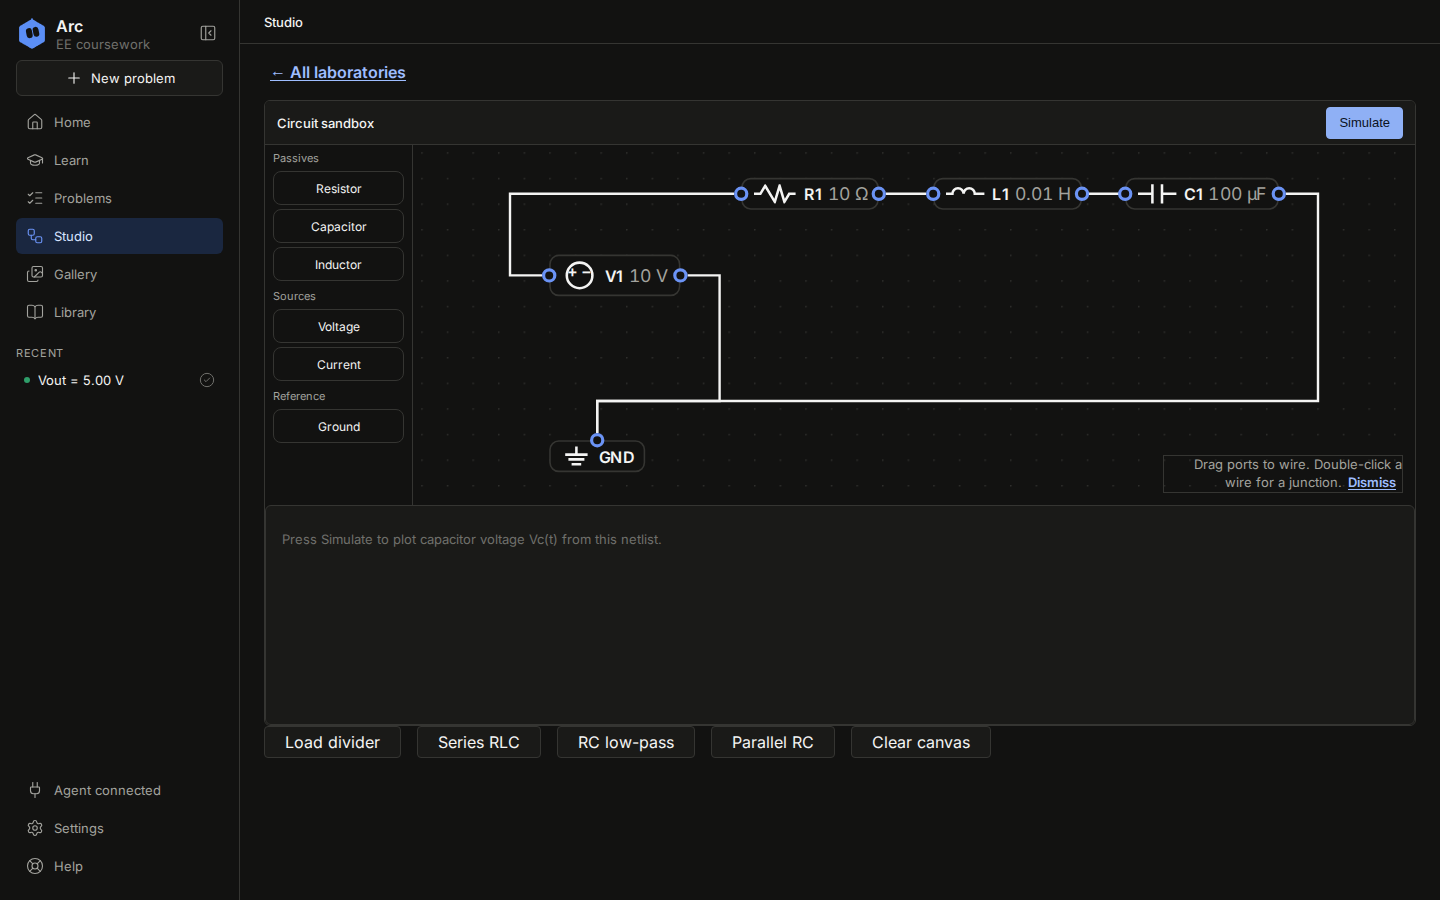 Arc
EE coursework
New problem
Home
Learn
Problems
Studio
Gallery
Library
RECENT
Vout = 5.00 V
Agent connected
Settings
Help
Studio
← All laboratories
Circuit sandbox
Simulate
Passives
Resistor
Capacitor
Inductor
Sources
Voltage
Current
Reference
Ground
R1 10 Ω
L1 0.01 H
C1 100 µF
V1 10 V
GND
Drag ports to wire. Double-click a
wire for a junction. Dismiss
Press Simulate to plot capacitor voltage Vc(t) from this netlist.
Load divider
Series RLC
RC low-pass
Parallel RC
Clear canvas